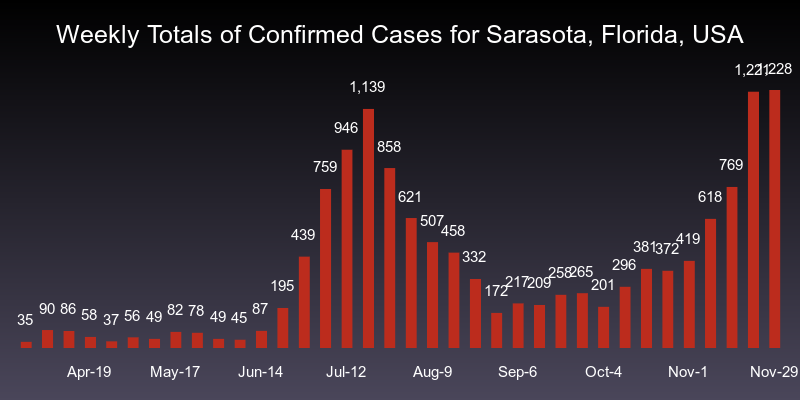 Weekly Totals of Confirmed Cases for Sarasota, Florida, USA
35 90 86 58 37 56 49 82 78 49 45 87 195 439 759 946 1,139 858 621 507 458 332 172 217 209 258 265 201 296 381 372 419 618 769 1,221 1,228
Apr-19 May-17 Jun-14 Jul-12 Aug-9 Sep-6 Oct-4 Nov-1 Nov-29